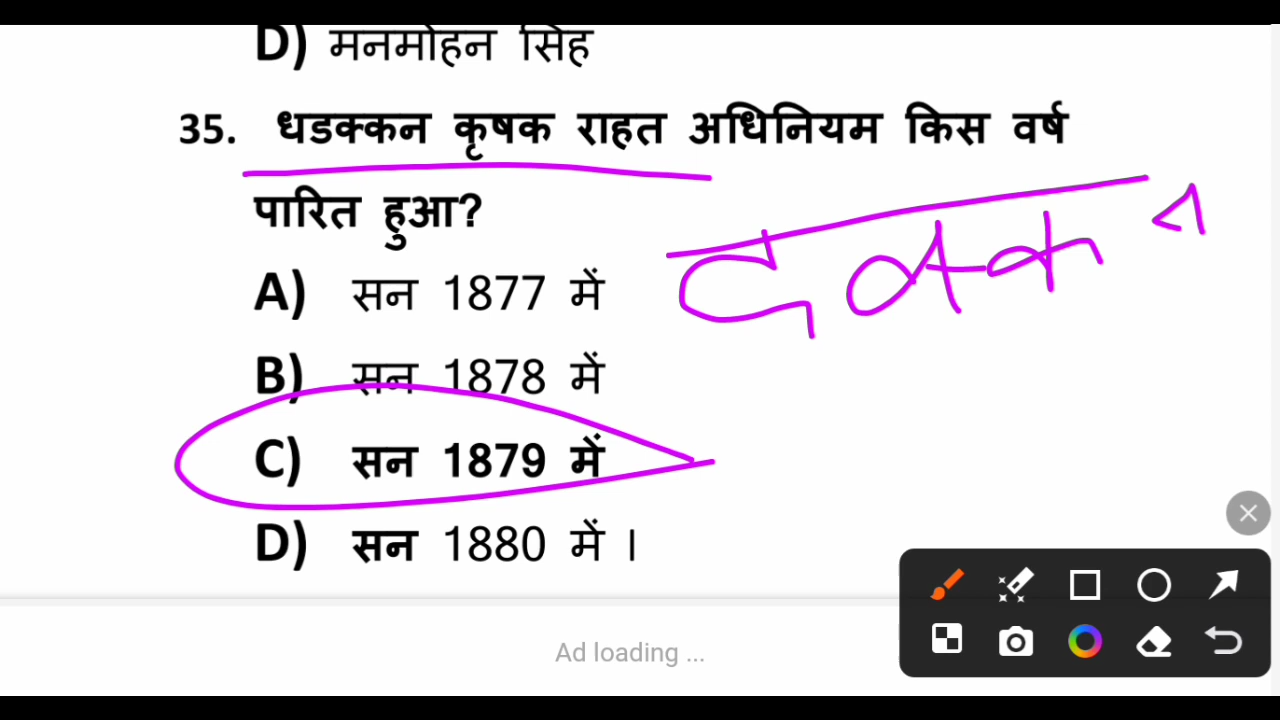 D) मनमोहन सिंह
35. धडक्कन कृषक राहत अधिनियम किस वर्ष
पारित हुआ?
A) सन 1877 में
B) सन 1878 में
C) सन 1879 में
D) सन 1880 में ।
Ad loading ...